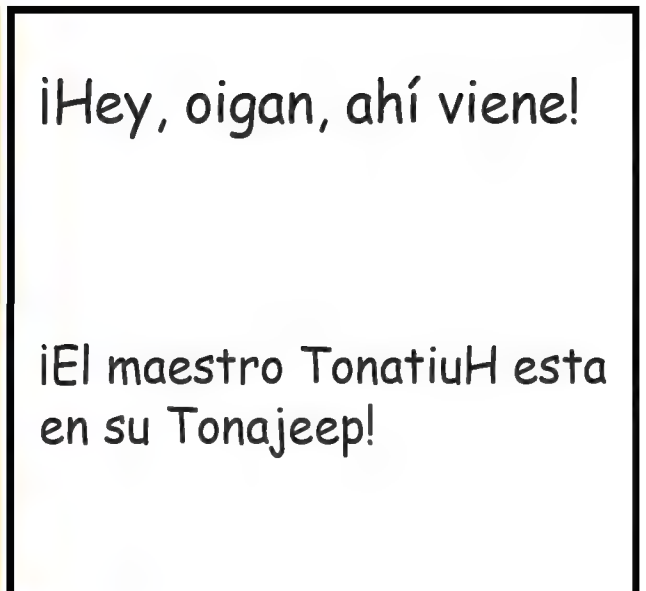 ¡Hey, oigan, ahí viene!
¡El maestro TonatiuH esta
en su Tonajeep!